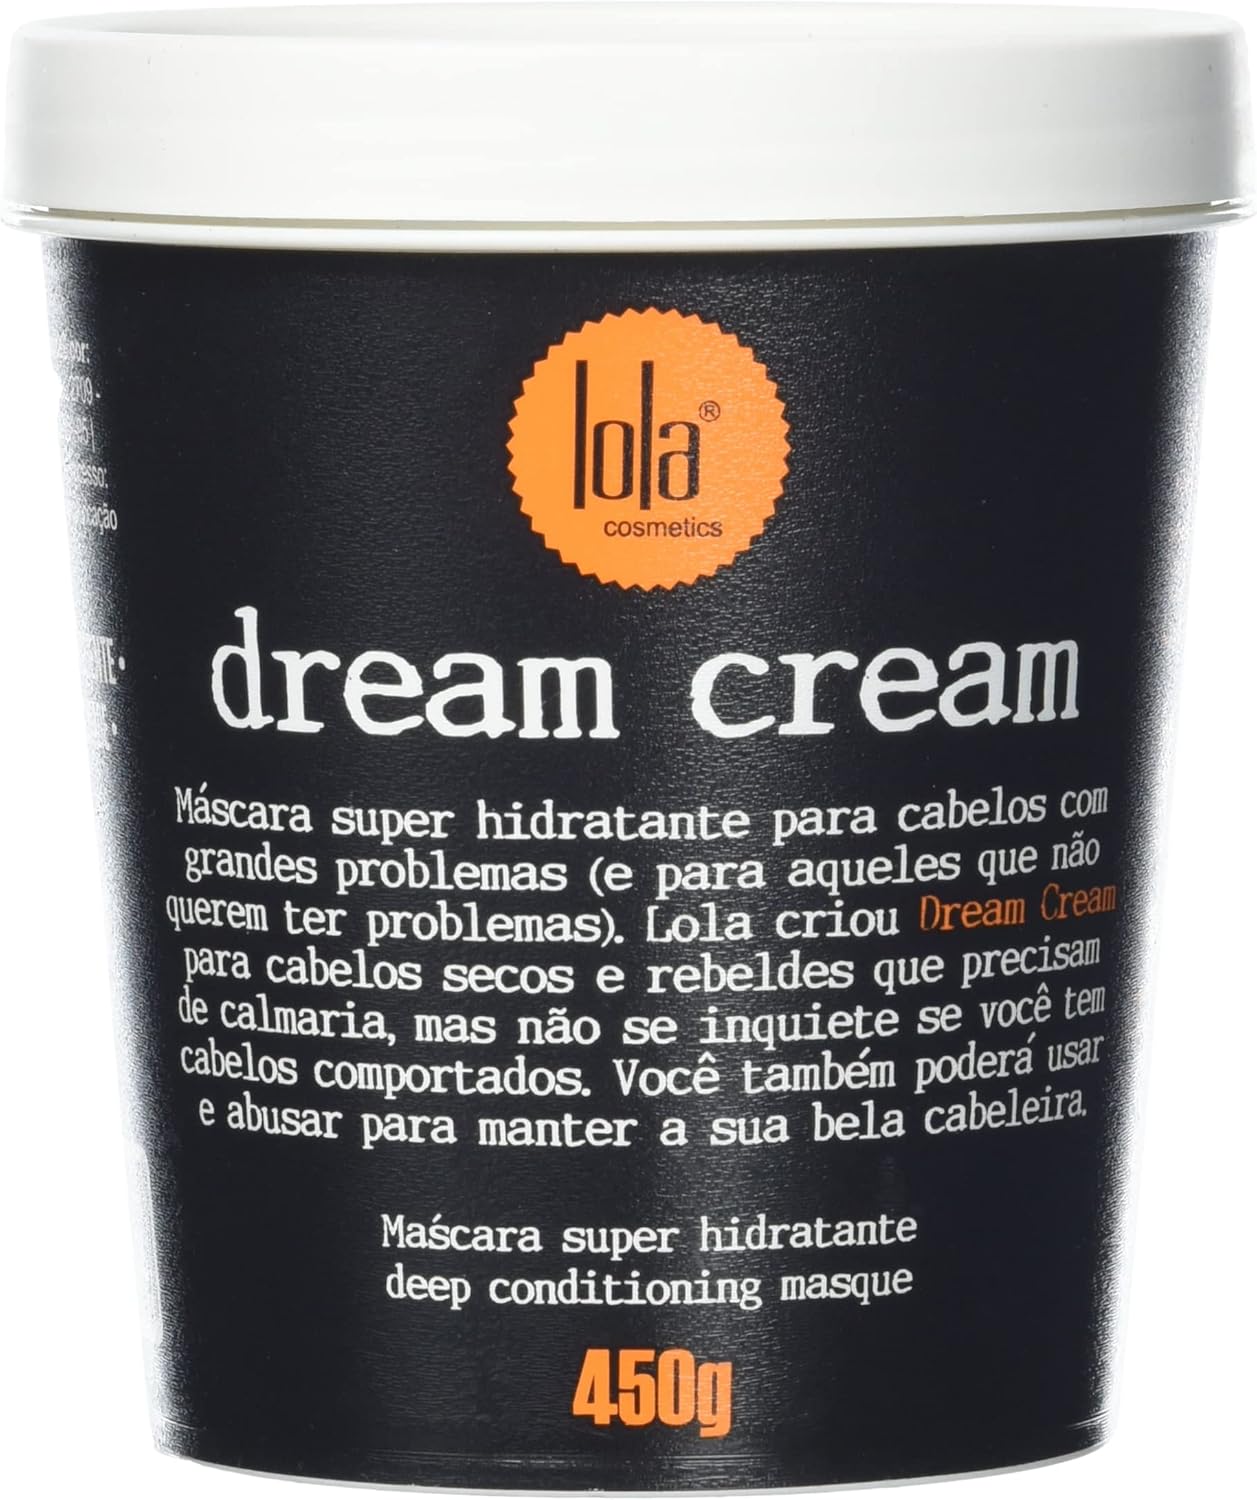 lola®
cosmetics
dream cream
Máscara super hidratante para cabelos com
grandes problemas (e para aqueles que não
querem ter problemas). Lola criou Dream Cream
para cabelos secos e rebeldes que precisam
de calmaria, mas não se inquiete se você tem
cabelos comportados. Você também poderá usar
e abusar para manter a sua bela cabeleira.
Maścara super hidratante
deep conditioning masque
450g